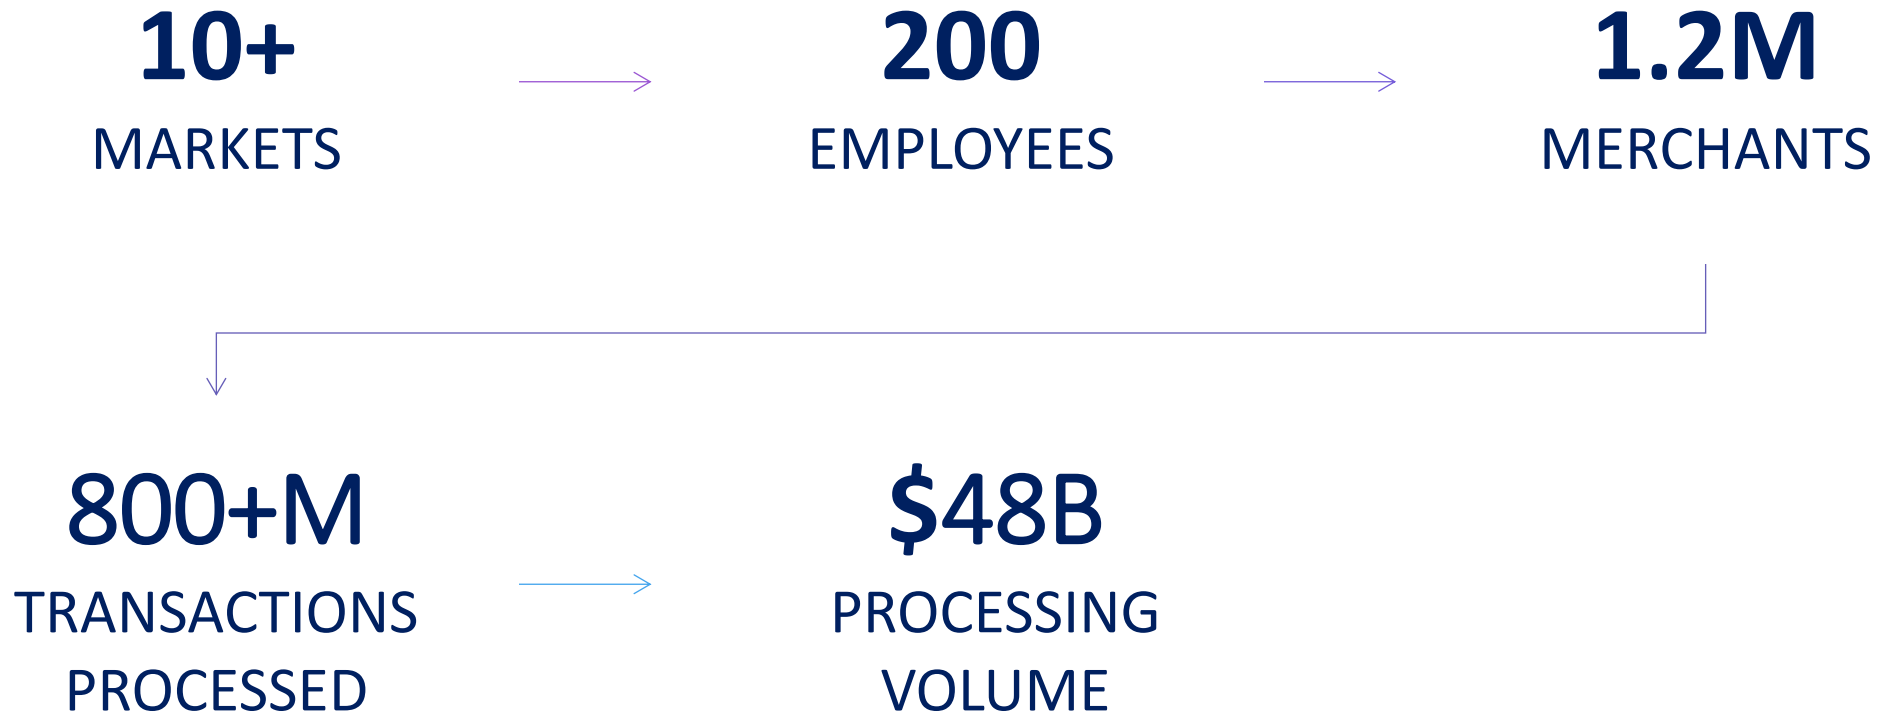 10+
MARKETS
200
EMPLOYEES
1.2M
MERCHANTS
800+M
TRANSACTIONS
PROCESSED
$48B
PROCESSING
VOLUME